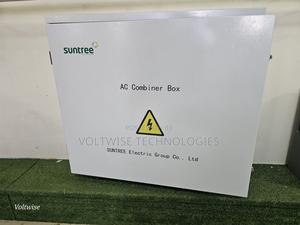 suntree
AC Combiner Box
VOLTWISE TECHNOLOGIES
SUNTREE Electric Group Co., Ltd
Voltwise